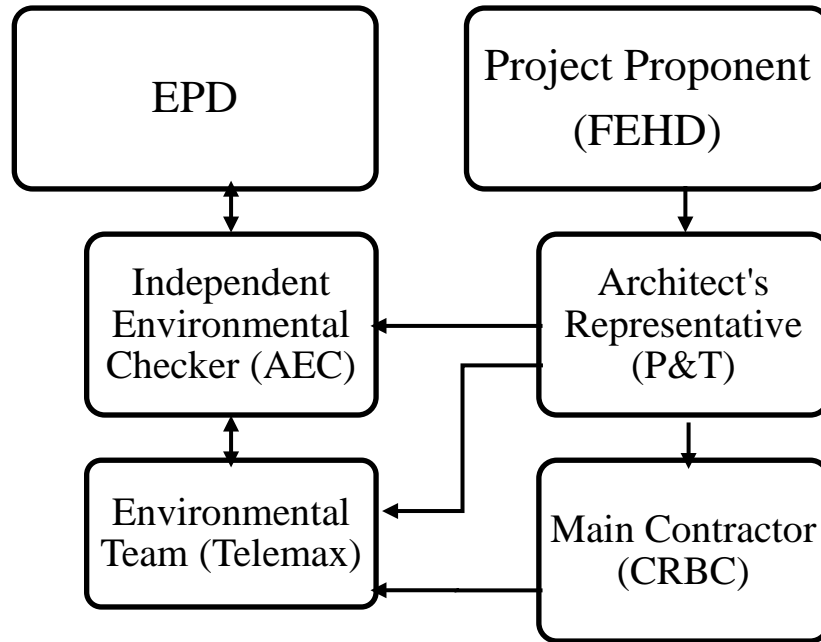 EPD
Project Proponent
(FEHD)
Independent
Environmental
Checker (AEC)
Architect's
Representative
(P&T)
Environmental
Team (Telemax)
Main Contractor
(CRBC)